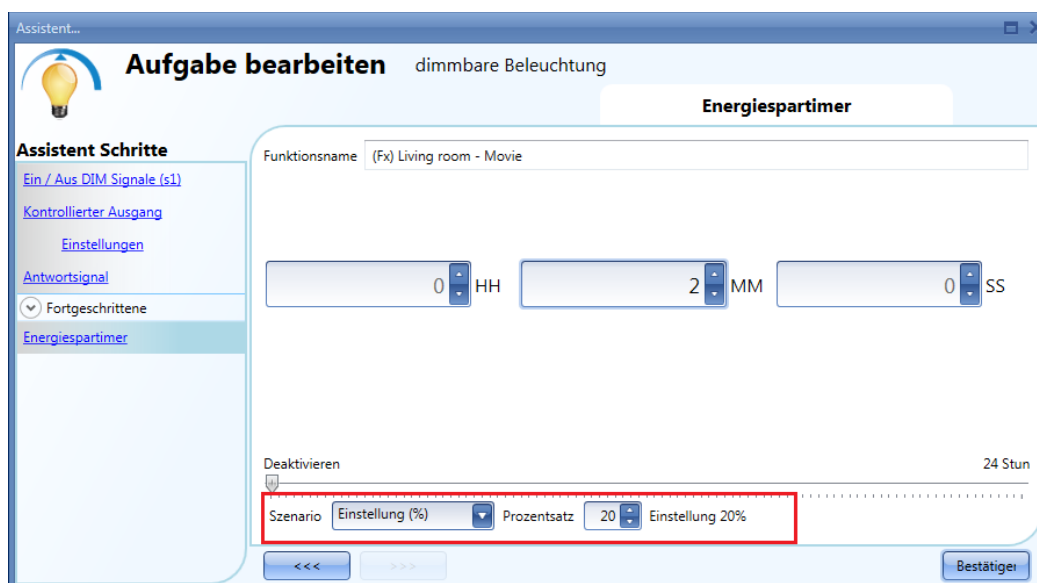 Assistent...
Aufgabe bearbeiten dimmbare Beleuchtung
Energiespartimer
Assistent Schritte
Ein / Aus DIM Signale (s1)
Kontrollierter Ausgang
Einstellungen
Antwortsignal
Fortgeschrittene
Energiespartimer
Funktionsname (Fx) Living room - Movie
0 HH 2 MM 0 SS
Deaktivieren 24 Stun
Szenario Einstellung (%) Prozentsatz 20 Einstellung 20%
<<< >>> Bestätiger